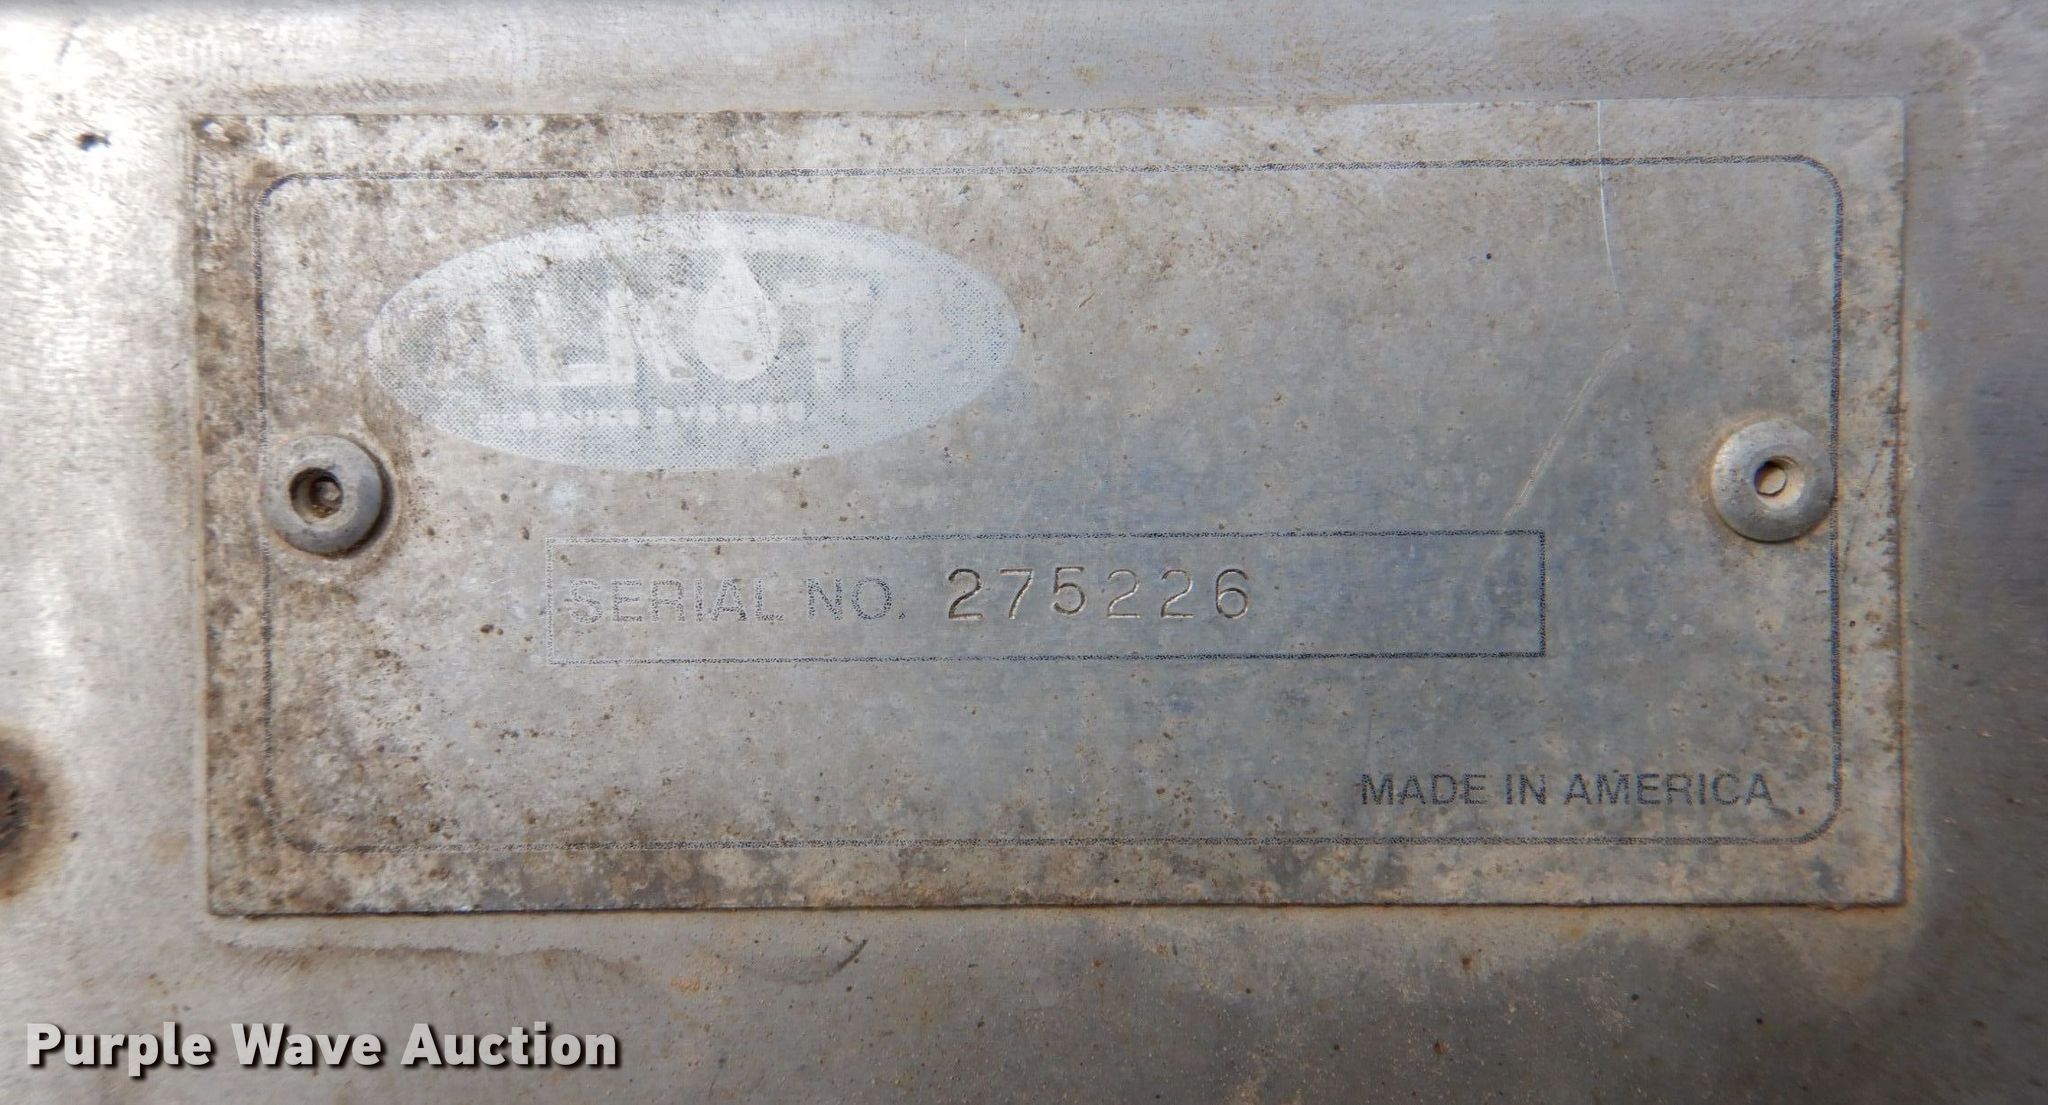 SERIAL NO. 275226
MADE IN AMERICA
Purple Wave Auction